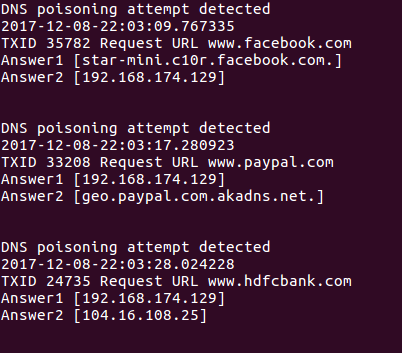 DNS poisoning attempt detected
2017-12-08-22:03:09.767335
TXID 35782 Request URL www.facebook.com
Answer1 [star-mini.c10r.facebook.com.]
Answer2 [192.168.174.129]
DNS poisoning attempt detected
2017-12-08-22:03:17.280923
TXID 33208 Request URL www.paypal.com
Answer1 [192.168.174.129]
Answer2 [geo.paypal.com.akadns.net.]
DNS poisoning attempt detected
2017-12-08-22:03:28.024228
TXID 24735 Request URL www.hdfcbank.com
Answer1 [192.168.174.129]
Answer2 [104.16.108.25]